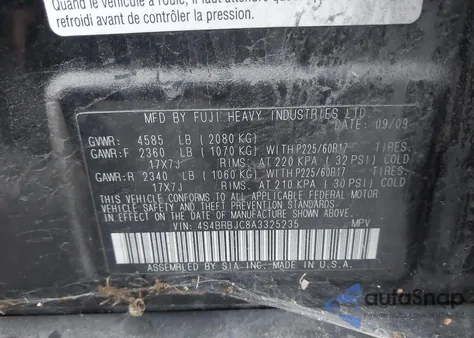 Quand le véhicule a roulé, il faut attendre
refroidi avant de contrôler la pression.
MFD BY FUJI HEAVY INDUSTRIES LTD.
DATE: 09/09
GVWR: 4585 LB (2080 KG)
GAWR:F 2360 LB (1070 KG) WITH P225/60R17 TIRES,
17X7J RIMS, AT 220 KPA (32 PSI) COLD
GAWR:R 2340 LB (1060 KG) WITH P225/60R17 TIRES,
17X7J RIMS, AT 210 KPA (30 PSI) COLD
THIS VEHICLE CONFORMS TO ALL APPLICABLE
FEDERAL MOTOR VEHICLE SAFETY, BUMPER,
AND THEFT PREVENTION STANDARDS IN EFFECT
ON THE DATE OF MANUFACTURE SHOWN ABOVE.
VIN: 4S4BRBJC8A3325235 MPV
ASSEMBLED BY SIA INC. MADE IN U.S.A.
autoSnap